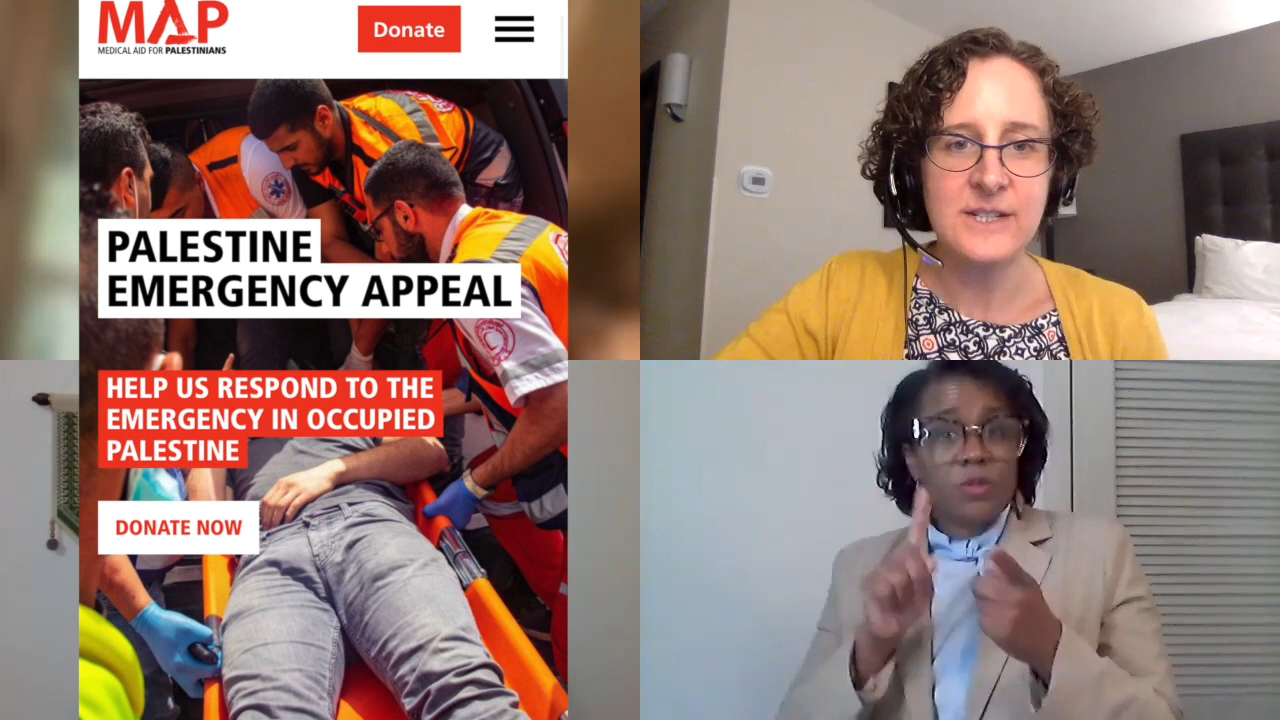 MAP
MEDICAL AID FOR PALESTINIANS
Donate
PALESTINE
EMERGENCY APPEAL
HELP US RESPOND TO THE
EMERGENCY IN OCCUPIED
PALESTINE
DONATE NOW